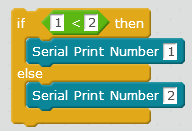 if 1 < 2 then
Serial Print Number 1
else
Serial Print Number 2